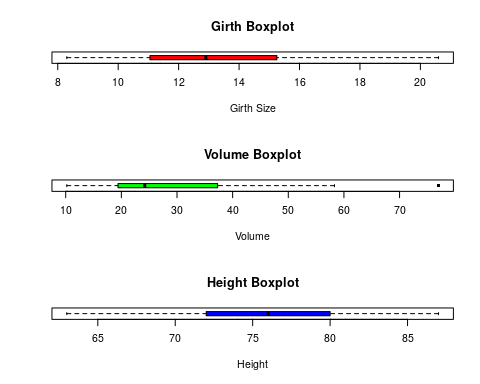 Girth Boxplot
8 10 12 14 16 18 20
Girth Size
Volume Boxplot
10 20 30 40 50 60 70
Volume
Height Boxplot
65 70 75 80 85
Height